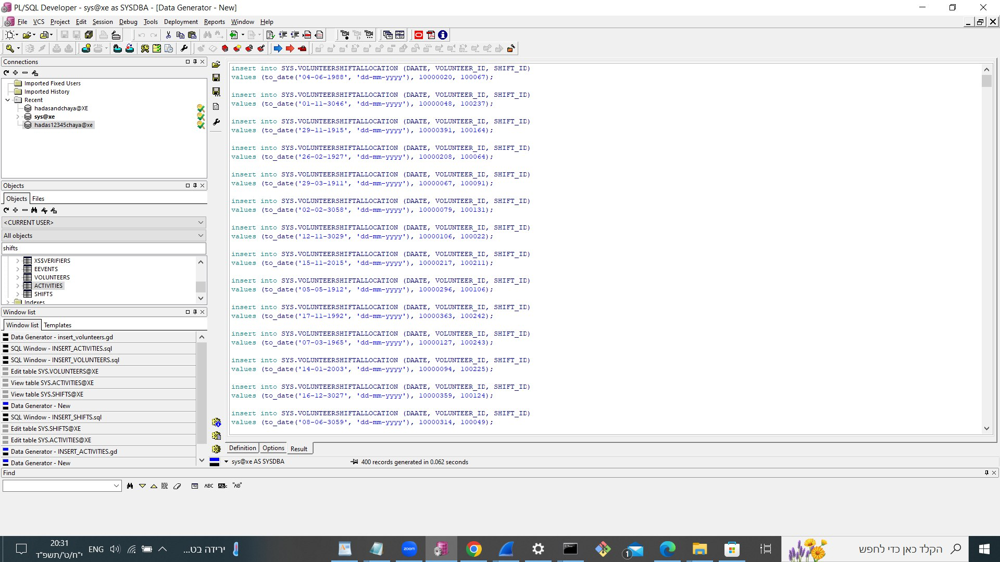 PL/SQL Developer - sys@xe as SYSDBA - [Data Generator - New]
File VCS Project Edit Session Debug Tools Deployment Reports Window Help
Connections
Imported Fixed Users
Imported History
Recent
hadasandchaya@XE
sys@xe
hadas12345chaya@xe
Objects
Objects Files
<CURRENT USER>
All objects
shifts
XS$VERIFIERS
EEVENTS
VOLUNTEERS
ACTIVITIES
SHIFTS
Indexes
Window list
Window list Templates
Data Generator - insert_volunteers.gd
SQL Window - INSERT_ACTIVITIES.sql
SQL Window - INSERT_VOLUNTEERS.sql
Edit table SYS.VOLUNTEERS@XE
View table SYS.ACTIVITIES@XE
View table SYS.SHIFTS@XE
Data Generator - New
SQL Window - INSERT_SHIFTS.sql
Edit table SYS.SHIFTS@XE
Edit table SYS.ACTIVITIES@XE
Data Generator - INSERT_ACTIVITIES.gd
Data Generator - New
insert into SYS.VOLUNTEERSHIFTALLOCATION (DAATE, VOLUNTEER_ID, SHIFT_ID)
values (to_date('04-06-1988', 'dd-mm-yyyy'), 10000020, 100067);
insert into SYS.VOLUNTEERSHIFTALLOCATION (DAATE, VOLUNTEER_ID, SHIFT_ID)
values (to_date('01-11-3046', 'dd-mm-yyyy'), 10000048, 100237);
insert into SYS.VOLUNTEERSHIFTALLOCATION (DAATE, VOLUNTEER_ID, SHIFT_ID)
values (to_date('29-11-1915', 'dd-mm-yyyy'), 10000391, 100164);
insert into SYS.VOLUNTEERSHIFTALLOCATION (DAATE, VOLUNTEER_ID, SHIFT_ID)
values (to_date('26-02-1927', 'dd-mm-yyyy'), 10000208, 100064);
insert into SYS.VOLUNTEERSHIFTALLOCATION (DAATE, VOLUNTEER_ID, SHIFT_ID)
values (to_date('29-03-1911', 'dd-mm-yyyy'), 10000067, 100091);
insert into SYS.VOLUNTEERSHIFTALLOCATION (DAATE, VOLUNTEER_ID, SHIFT_ID)
values (to_date('02-02-3058', 'dd-mm-yyyy'), 10000079, 100131);
insert into SYS.VOLUNTEERSHIFTALLOCATION (DAATE, VOLUNTEER_ID, SHIFT_ID)
values (to_date('12-11-3029', 'dd-mm-yyyy'), 10000106, 100022);
insert into SYS.VOLUNTEERSHIFTALLOCATION (DAATE, VOLUNTEER_ID, SHIFT_ID)
values (to_date('15-11-2015', 'dd-mm-yyyy'), 10000217, 100211);
insert into SYS.VOLUNTEERSHIFTALLOCATION (DAATE, VOLUNTEER_ID, SHIFT_ID)
values (to_date('05-05-1912', 'dd-mm-yyyy'), 10000296, 100106);
insert into SYS.VOLUNTEERSHIFTALLOCATION (DAATE, VOLUNTEER_ID, SHIFT_ID)
values (to_date('17-11-1992', 'dd-mm-yyyy'), 10000363, 100242);
insert into SYS.VOLUNTEERSHIFTALLOCATION (DAATE, VOLUNTEER_ID, SHIFT_ID)
values (to_date('07-03-1965', 'dd-mm-yyyy'), 10000127, 100243);
insert into SYS.VOLUNTEERSHIFTALLOCATION (DAATE, VOLUNTEER_ID, SHIFT_ID)
values (to_date('14-01-2003', 'dd-mm-yyyy'), 10000094, 100225);
insert into SYS.VOLUNTEERSHIFTALLOCATION (DAATE, VOLUNTEER_ID, SHIFT_ID)
values (to_date('16-12-3027', 'dd-mm-yyyy'), 10000359, 100124);
insert into SYS.VOLUNTEERSHIFTALLOCATION (DAATE, VOLUNTEER_ID, SHIFT_ID)
values (to_date('08-06-3059', 'dd-mm-yyyy'), 10000314, 100049);
Definition Options Result
sys@xe AS SYSDBA 400 records generated in 0.062 seconds
Find
ABC "AB"
20:31
י"ח/ט'/תשפ"ד
ENG
ירידה בט...
zoom
1
הקלד כאן כדי לחפש